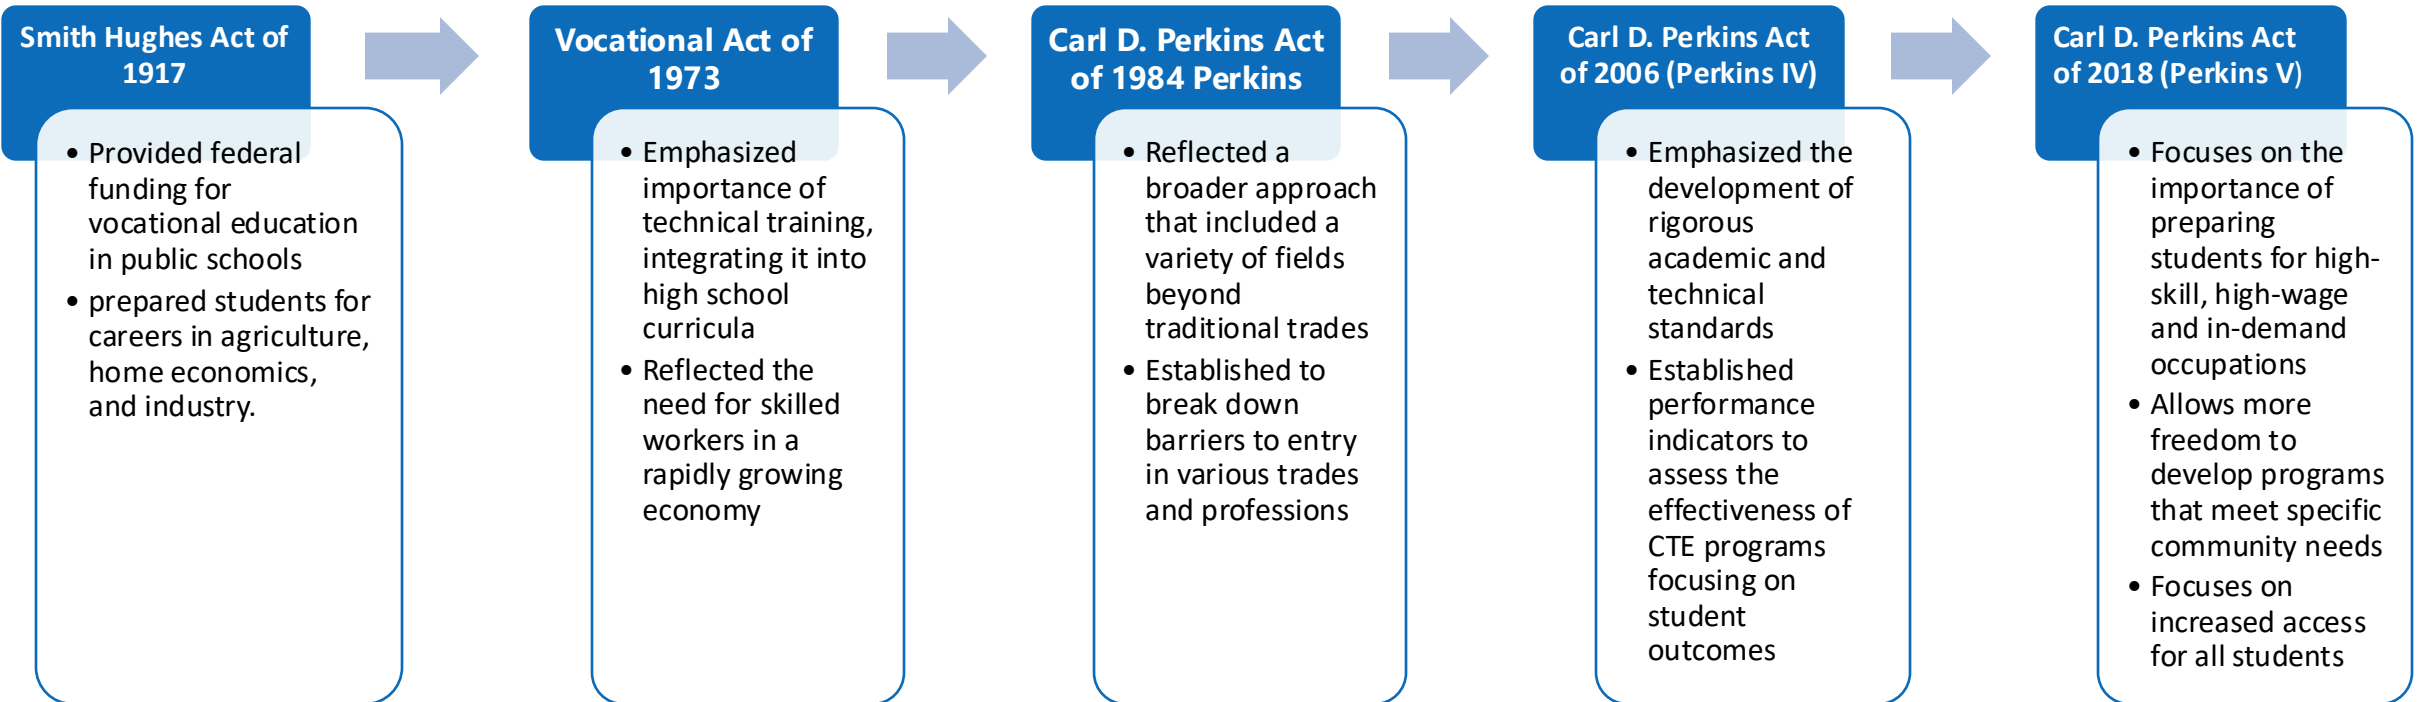 Smith Hughes Act of
1917
• Provided federal
funding for
vocational education
in public schools
• prepared students for
careers in agriculture,
home economics,
and industry.
Vocational Act of
1973
• Emphasized
importance of
technical training,
integrating it into
high school
curricula
• Reflected the
need for skilled
workers in a
rapidly growing
economy
Carl D. Perkins Act
of 1984 Perkins
• Reflected a
broader approach
that included a
variety of fields
beyond
traditional trades
• Established to
break down
barriers to entry
in various trades
and professions
Carl D. Perkins Act
of 2006 (Perkins IV)
• Emphasized the
development of
rigorous
academic and
technical
standards
• Established
performance
indicators to
assess the
effectiveness of
CTE programs
focusing on
student
outcomes
Carl D. Perkins Act
of 2018 (Perkins V)
• Focuses on the
importance of
preparing
students for high-
skill, high-wage
and in-demand
occupations
• Allows more
freedom to
develop programs
that meet specific
community needs
• Focuses on
increased access
for all students